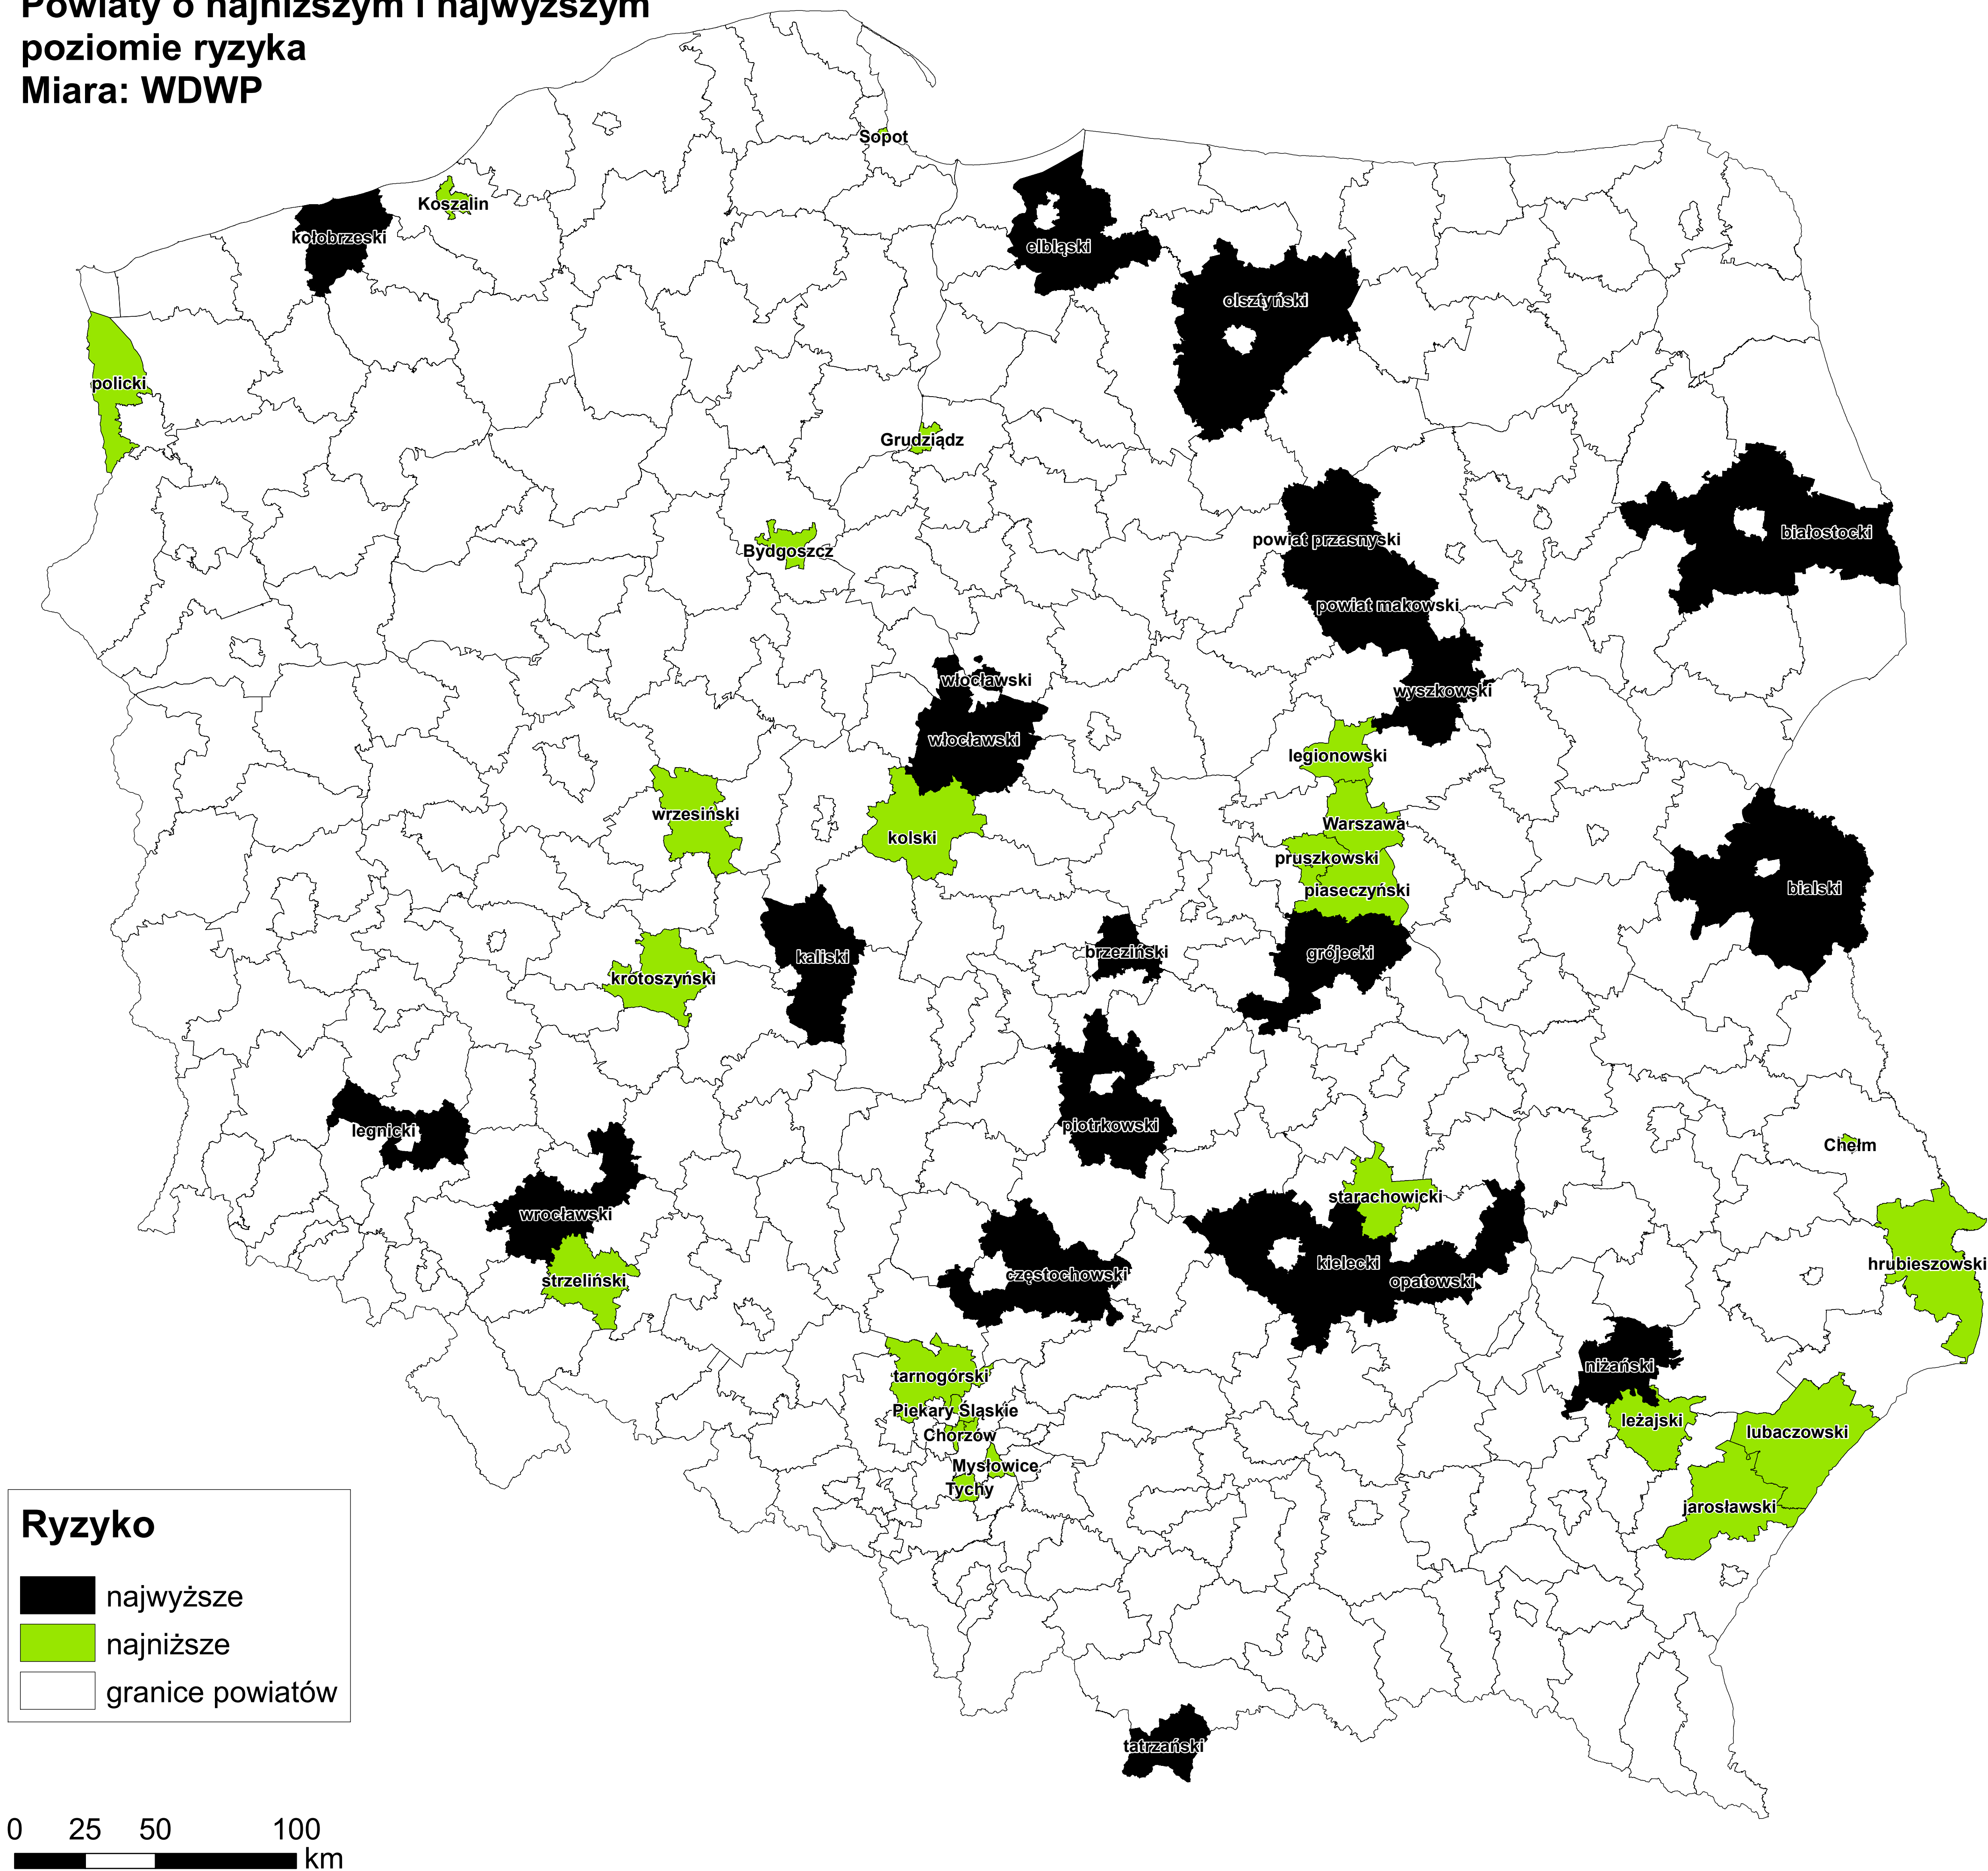 Powiaty o najniższym i najwyższym
poziomie ryzyka
Miara: WDWP
Sopot
Koszalin
kołobrzeski
elbląski
olsztyński
policki
Grudziądz
Bydgoszcz
powiat przasnyski
białostocki
powiat makowski
włocławski
wyszkowski
włocławski
legionowski
wrzesiński
Warszawa
kolski
pruszkowski
piaseczyński
bialski
kaliski
brzeziński
grójecki
krotoszyński
legnicki
piotrkowski
Chełm
starachowicki
wrocławski
kielecki
hrubieszowski
częstochowski
opatowski
strzeliński
niżański
tarnogórski
Piekary Śląskie
leżajski
lubaczowski
Chorzów
Mysłowice
Tychy
jarosławski
tatrzański
Ryzyko
najwyższe
najniższe
granice powiatów
0 25 50 100
km